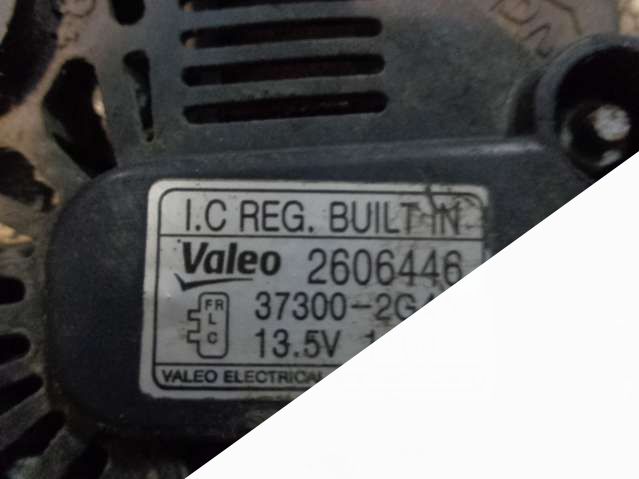 I.C REG. BUILT IN
Valeo 2606446
FR
L 37300-2G
C 13.5V
VALEO ELECTRICAL